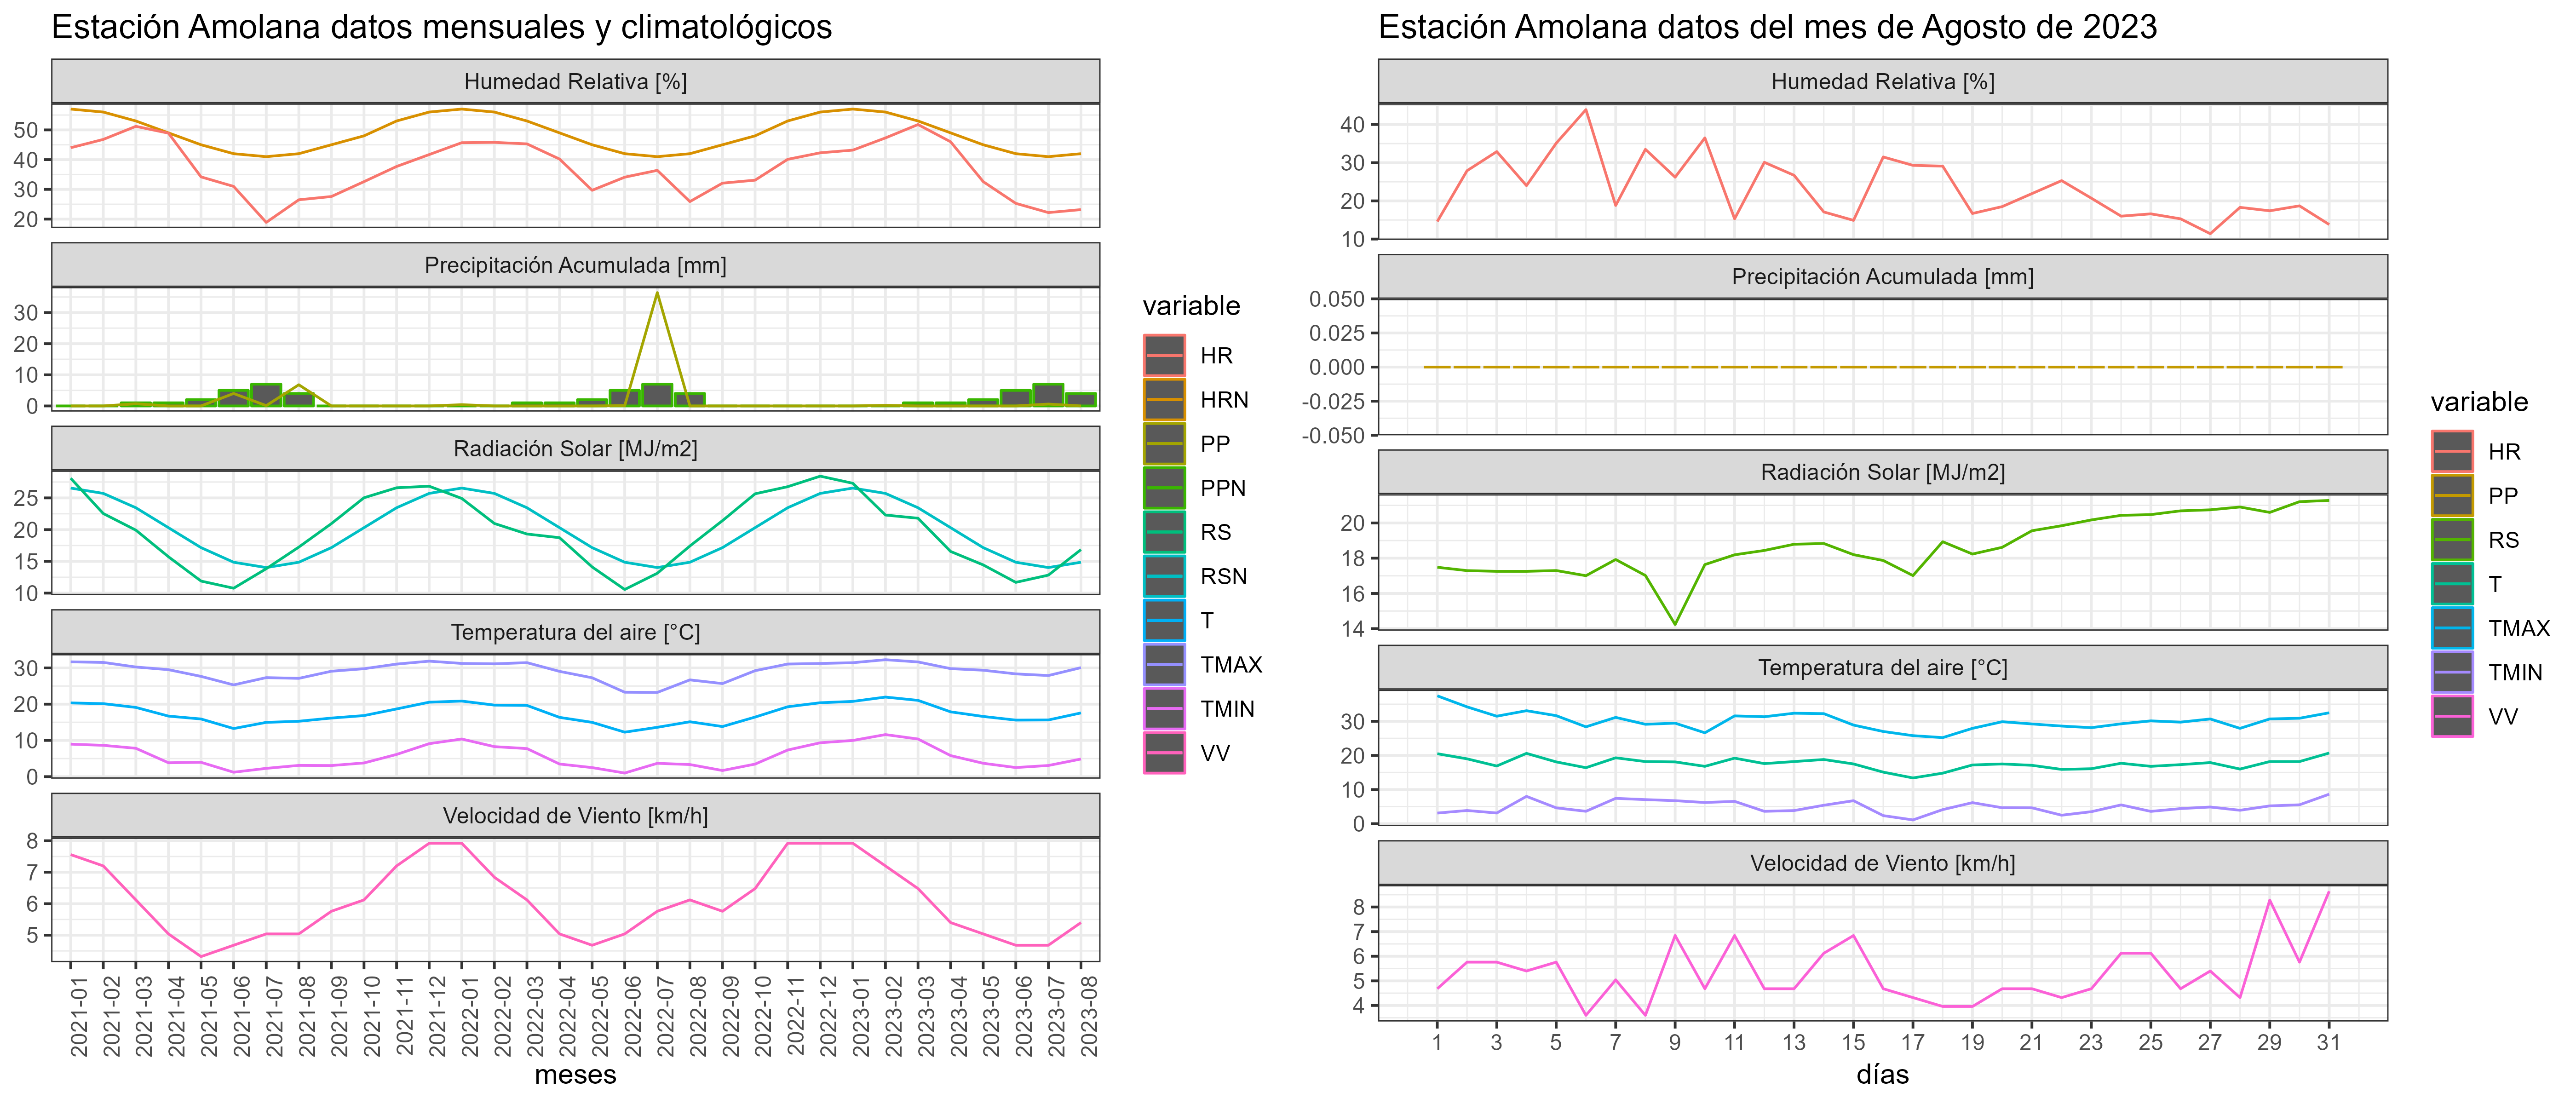 Estación Amolana datos mensuales y climatológicos
Humedad Relativa [%]
50
40
30
20
Precipitación Acumulada [mm]
30
20
10
0
Radiación Solar [MJ/m2]
25
20
15
10
Temperatura del aire [°C]
30
20
10
0
Velocidad de Viento [km/h]
8
7
6
5
2021-01
2021-02
2021-03
2021-04
2021-05
2021-06
2021-07
2021-08
2021-09
2021-10
2021-11
2021-12
2022-01
2022-02
2022-03
2022-04
2022-05
2022-06
2022-07
2022-08
2022-09
2022-10
2022-11
2022-12
2023-01
2023-02
2023-03
2023-04
2023-05
2023-06
2023-07
2023-08
meses
variable
HR
HRN
PP
PPN
RS
RSN
T
TMAX
TMIN
VV
Estación Amolana datos del mes de Agosto de 2023
Humedad Relativa [%]
40
30
20
10
Precipitación Acumulada [mm]
0.050
0.025
0.000
-0.025
-0.050
Radiación Solar [MJ/m2]
20
18
16
14
Temperatura del aire [°C]
30
20
10
0
Velocidad de Viento [km/h]
8
7
6
5
4
1 3 5 7 9 11 13 15 17 19 21 23 25 27 29 31
días
variable
HR
PP
RS
T
TMAX
TMIN
VV